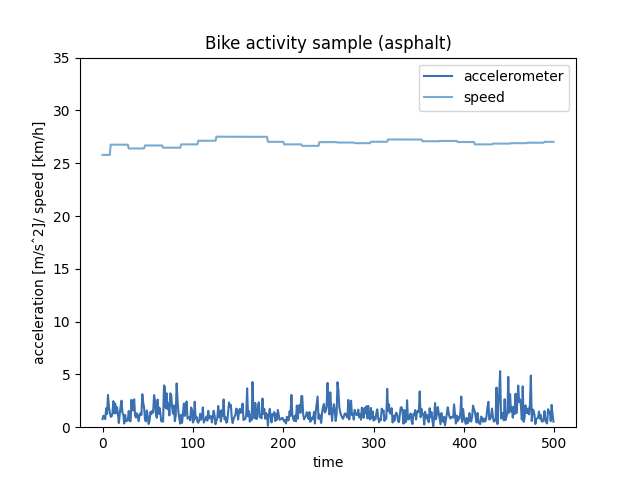 Bike activity sample (asphalt)
accelerometer
speed
35
30
25
20
15
10
5
0
acceleration [m/sˆ2]/ speed [km/h]
0 100 200 300 400 500
time